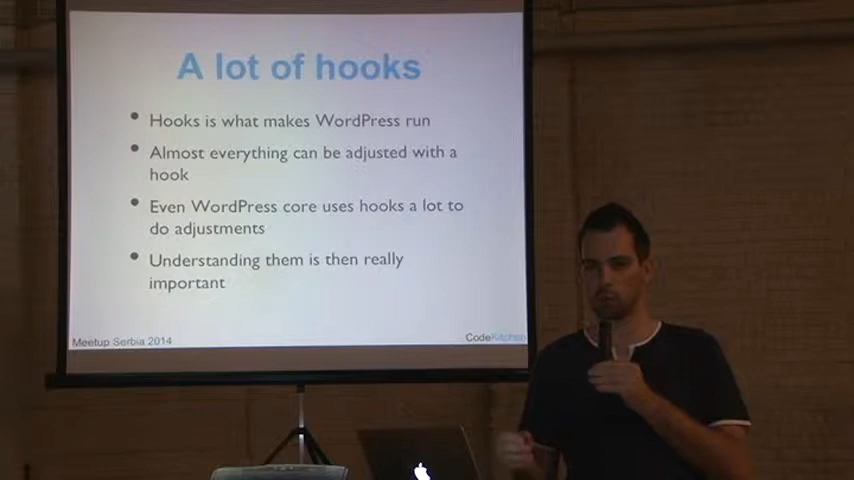 A lot of hooks
• Hooks is what makes WordPress run
• Almost everything can be adjusted with a
hook
• Even WordPress core uses hooks a lot to
do adjustments
• Understanding them is then really
important
Meetup Serbia 2014
CodeKitchen